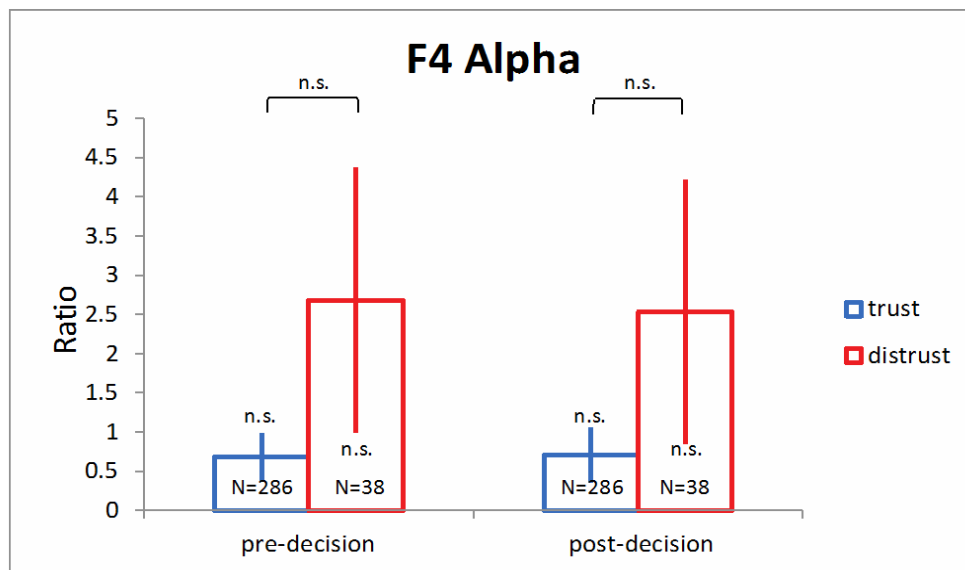 F4 Alpha
n.s.
n.s.
5
4.5
4
3.5
3
2.5
2
1.5
1
0.5
0
Ratio
n.s.
n.s.
n.s.
n.s.
N=286
N=38
N=286
N=38
pre-decision
post-decision
trust
distrust